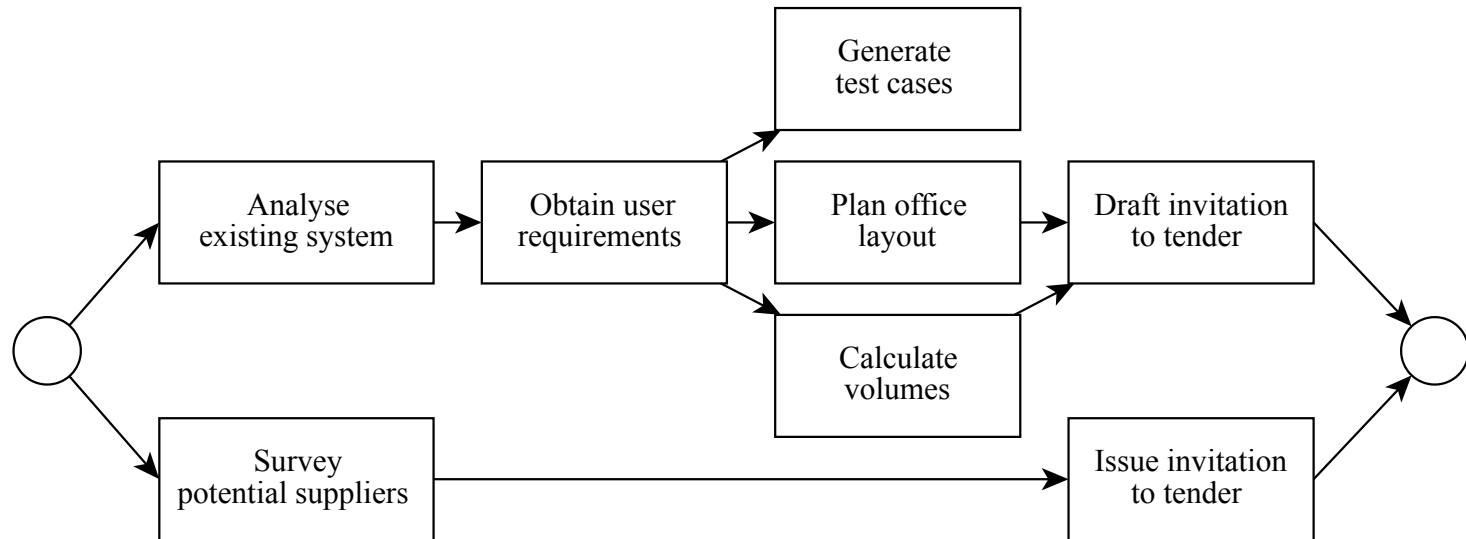 Generate
test cases
Analyse
existing system
Obtain user
requirements
Plan office
layout
Draft invitation
to tender
Calculate
volumes
Survey
potential suppliers
Issue invitation
to tender